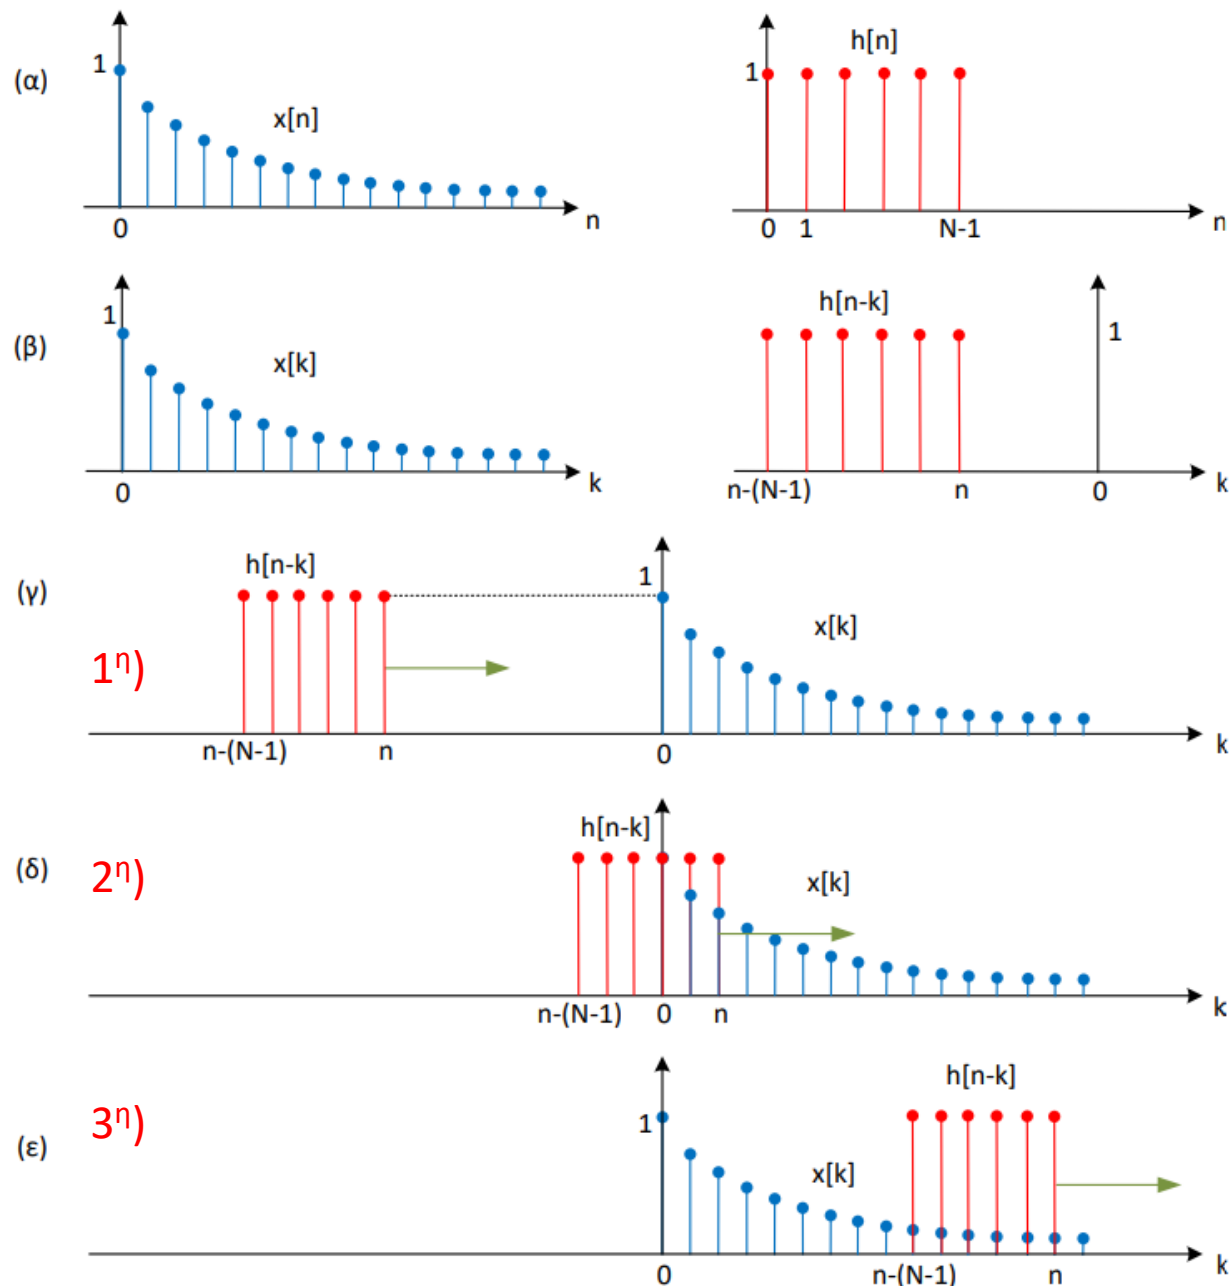 (α)
1
x[n]
0
n
h[n]
1
0 1 N-1
n
(β)
1
x[k]
0
k
h[n-k]
1
n-(N-1) n 0
k
(γ)
h[n-k]
1
x[k]
1η)
n-(N-1) n 0
k
(δ)
2η)
h[n-k]
x[k]
n-(N-1) 0 n
k
3η)
(ε)
h[n-k]
1
x[k]
0 n-(N-1) n
k